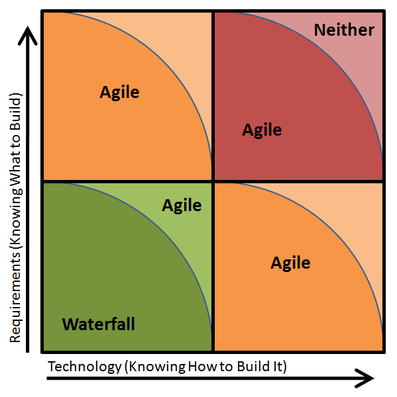 Neither
Agile
Agile
Agile
Agile
Waterfall
Requirements (Knowing What to Build)
Technology (Knowing How to Build It)